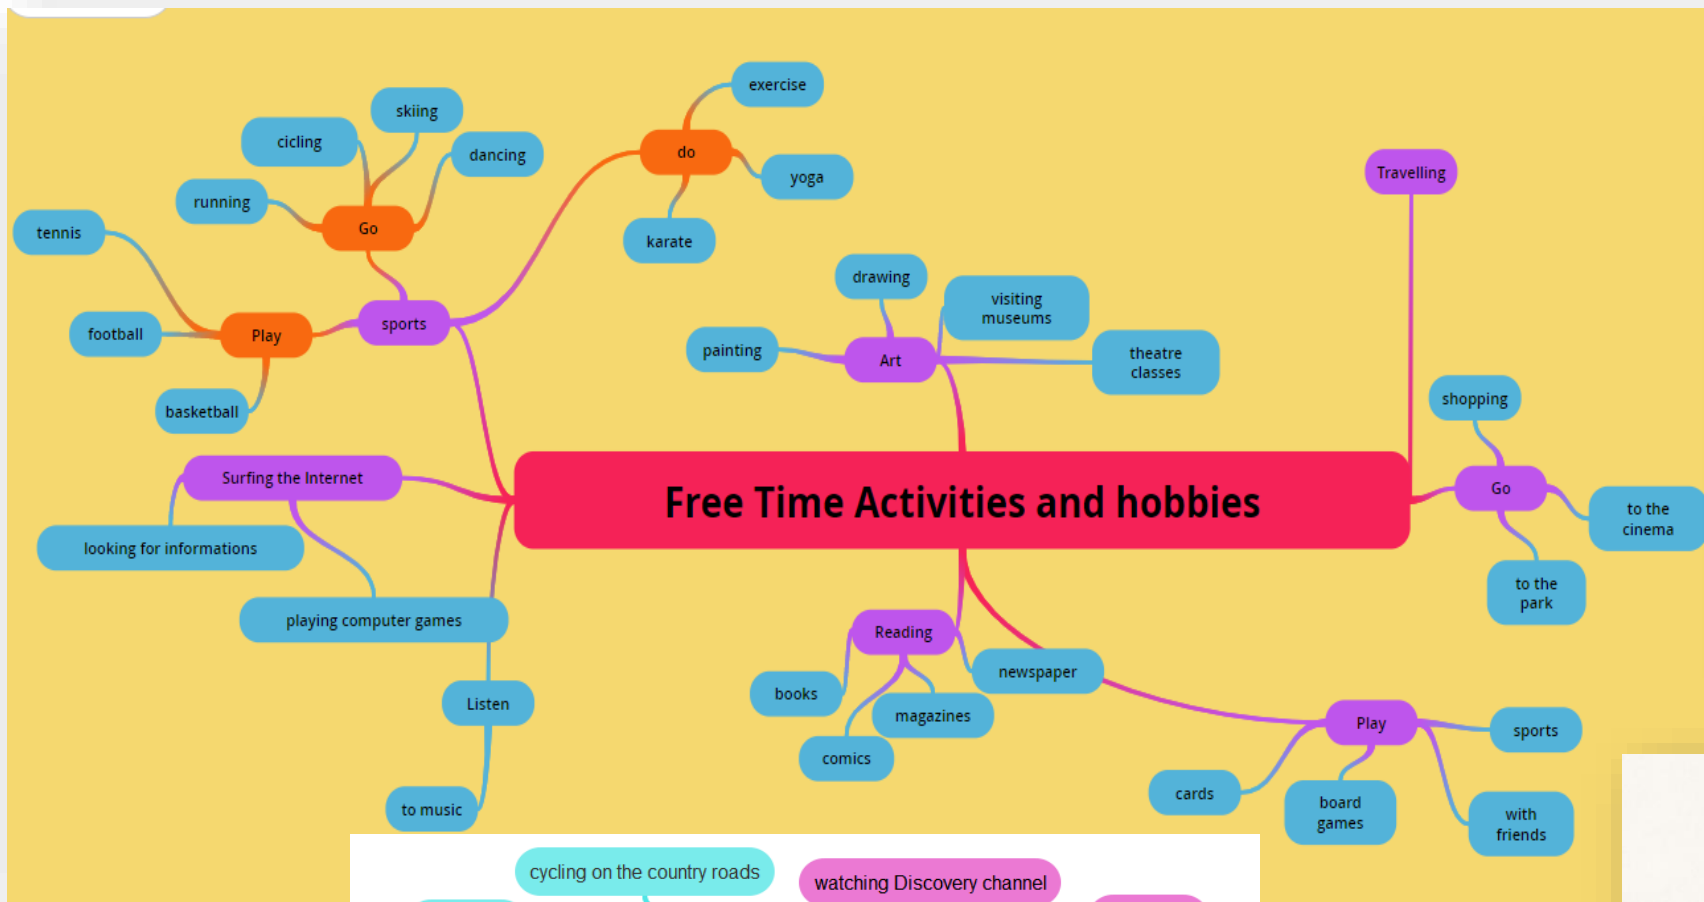 exercise
skiing
cicling
dancing
do
yoga
running
Go
tennis
karate
Travelling
drawing
visiting
museums
sports
football
Play
painting
Art
theatre
classes
basketball
shopping
Surfing the Internet
Free Time Activities and hobbies
Go
to the
cinema
looking for informations
to the
park
playing computer games
Reading
newspaper
books
Listen
magazines
Play
sports
comics
cards
board
games
with
friends
to music
cycling on the country roads
watching Discovery channel